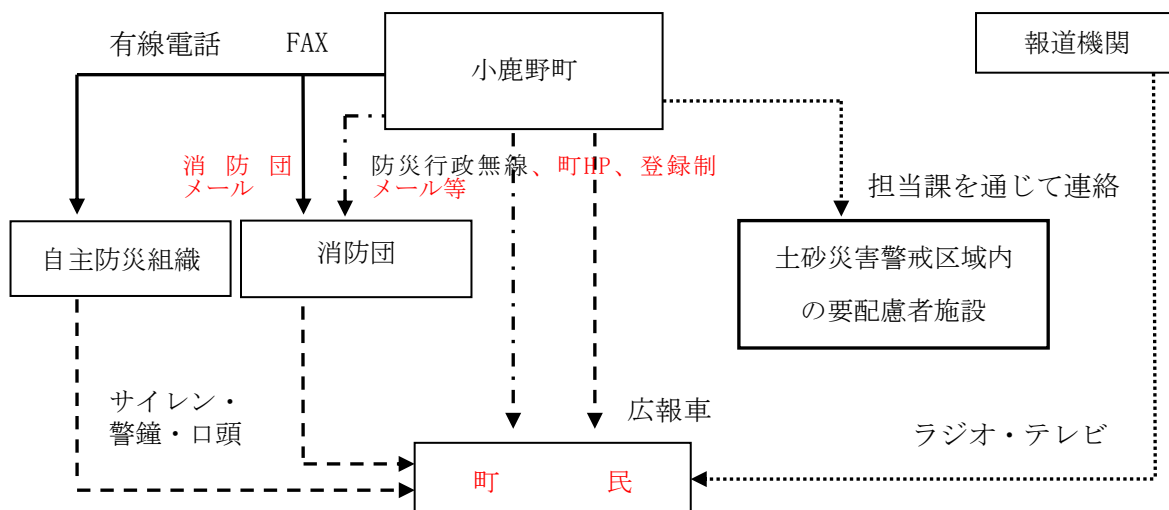 有線電話 FAX
小鹿野町
報道機関
消防団
メール
防災行政無線、町HP、登録制
メール等
担当課を通じて連絡
自主防災組織
消防団
土砂災害警戒区域内
の要配慮者施設
サイレン・
警鐘・口頭
広報車
ラジオ・テレビ
町 民